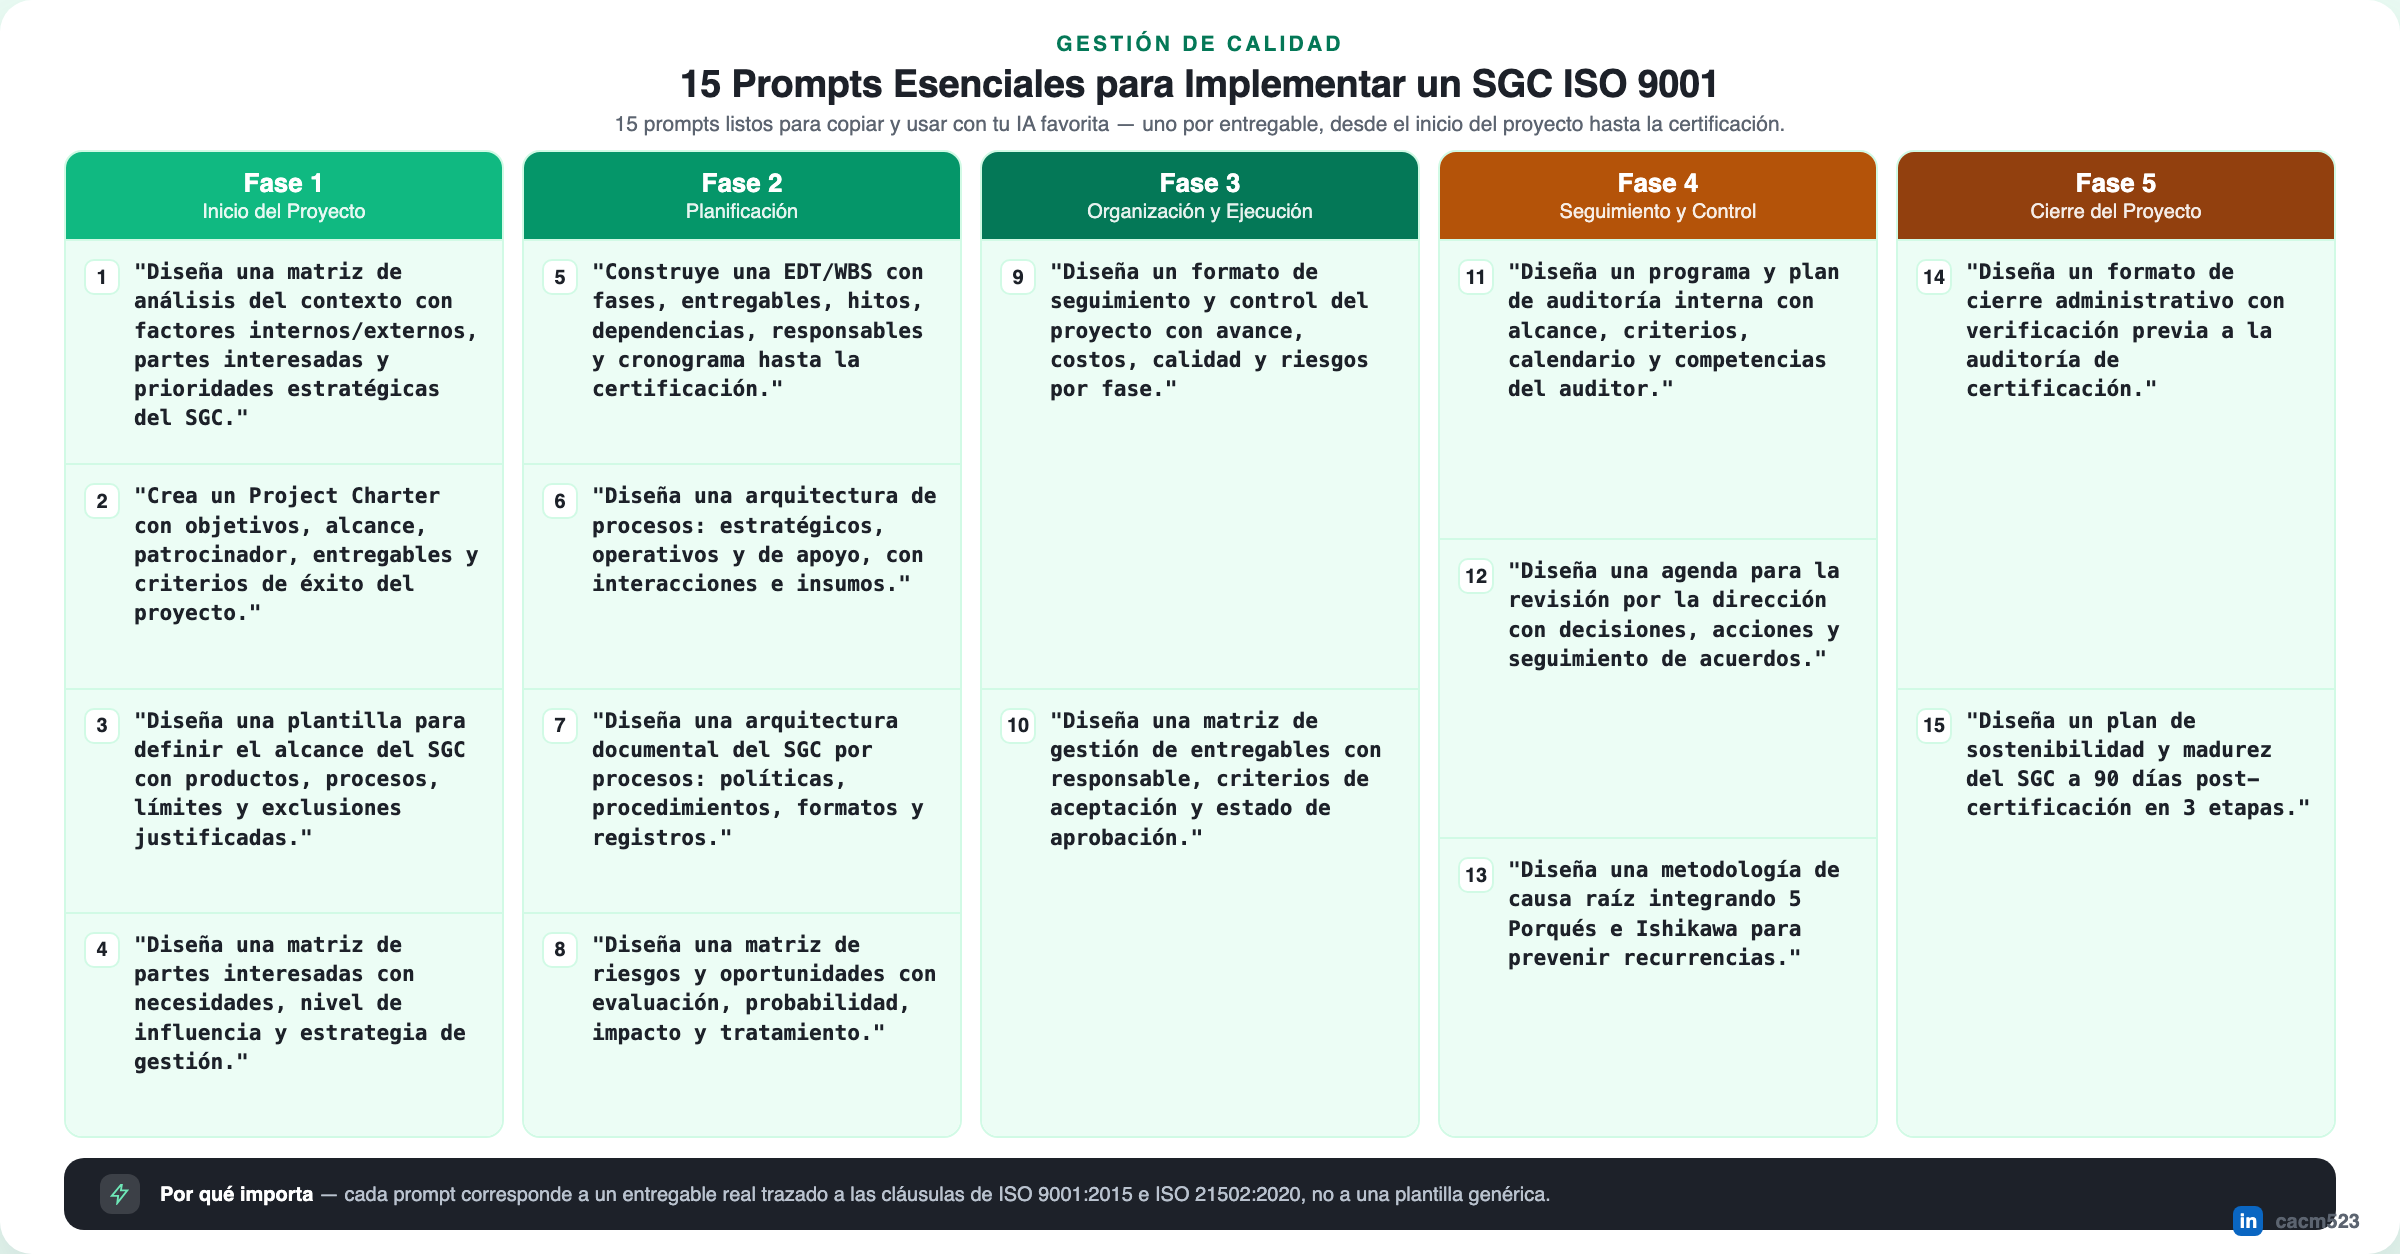 GESTIÓN DE CALIDAD
15 Prompts Esenciales para Implementar un SGC ISO 9001
15 prompts listos para copiar y usar con tu IA favorita — uno por entregable, desde el inicio del proyecto hasta la certificación.
Fase 1
Inicio del Proyecto
1
"Diseña una matriz de
análisis del contexto con
factores internos/externos,
partes interesadas y
prioridades estratégicas
del SGC."
2
"Crea un Project Charter
con objetivos, alcance,
patrocinador, entregables y
criterios de éxito del
proyecto."
3
"Diseña una plantilla para
definir el alcance del SGC
con productos, procesos,
límites y exclusiones
justificadas."
4
"Diseña una matriz de
partes interesadas con
necesidades, nivel de
influencia y estrategia de
gestión."
Fase 2
Planificación
5
"Construye una EDT/WBS con
fases, entregables, hitos,
dependencias, responsables
y cronograma hasta la
certificación."
6
"Diseña una arquitectura de
procesos: estratégicos,
operativos y de apoyo, con
interacciones e insumos."
7
"Diseña una arquitectura
documental del SGC por
procesos: políticas,
procedimientos, formatos y
registros."
8
"Diseña una matriz de
riesgos y oportunidades con
evaluación, probabilidad,
impacto y tratamiento."
Fase 3
Organización y Ejecución
9
"Diseña un formato de
seguimiento y control del
proyecto con avance,
costos, calidad y riesgos
por fase."
10
"Diseña una matriz de
gestión de entregables con
responsable, criterios de
aceptación y estado de
aprobación."
Fase 4
Seguimiento y Control
11
"Diseña un programa y plan
de auditoría interna con
alcance, criterios,
calendario y competencias
del auditor."
12
"Diseña una agenda para la
revisión por la dirección
con decisiones, acciones y
seguimiento de acuerdos."
13
"Diseña una metodología de
causa raíz integrando 5
Porqués e Ishikawa para
prevenir recurrencias."
Fase 5
Cierre del Proyecto
14
"Diseña un formato de
cierre administrativo con
verificación previa a la
auditoría de
certificación."
15
"Diseña un plan de
sostenibilidad y madurez
del SGC a 90 días post-
certificación en 3 etapas."
Por qué importa — cada prompt corresponde a un entregable real trazado a las cláusulas de ISO 9001:2015 e ISO 21502:2020, no a una plantilla genérica.
in cacm523